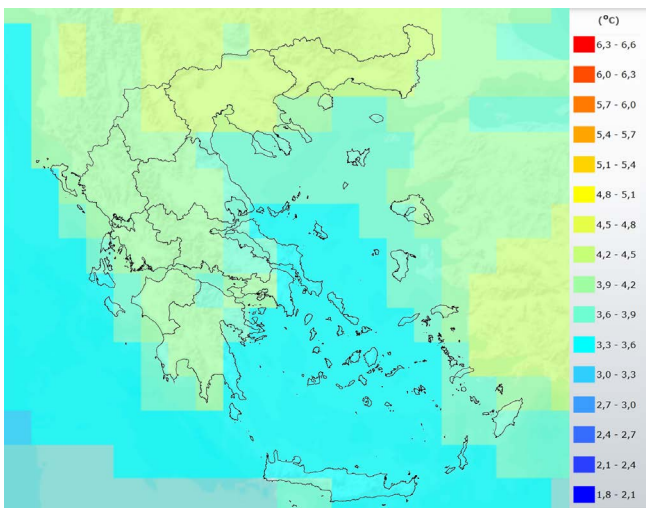 (°C)
6,3 - 6,6
6,0 - 6,3
5,7 - 6,0
5,4 - 5,7
5,1 - 5,4
4,8 - 5,1
4,5 - 4,8
4,2 - 4,5
3,9 - 4,2
3,6 - 3,9
3,3 - 3,6
3,0 - 3,3
2,7 - 3,0
2,4 - 2,7
2,1 - 2,4
1,8 - 2,1